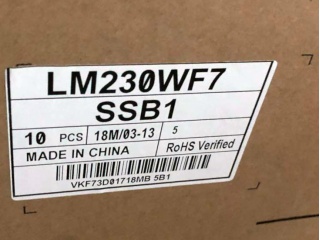 LM230WF7
SSB1
10 PCS 18M/03-13 5
MADE IN CHINA RoHS Verified
VKF73D01718MB 5B1